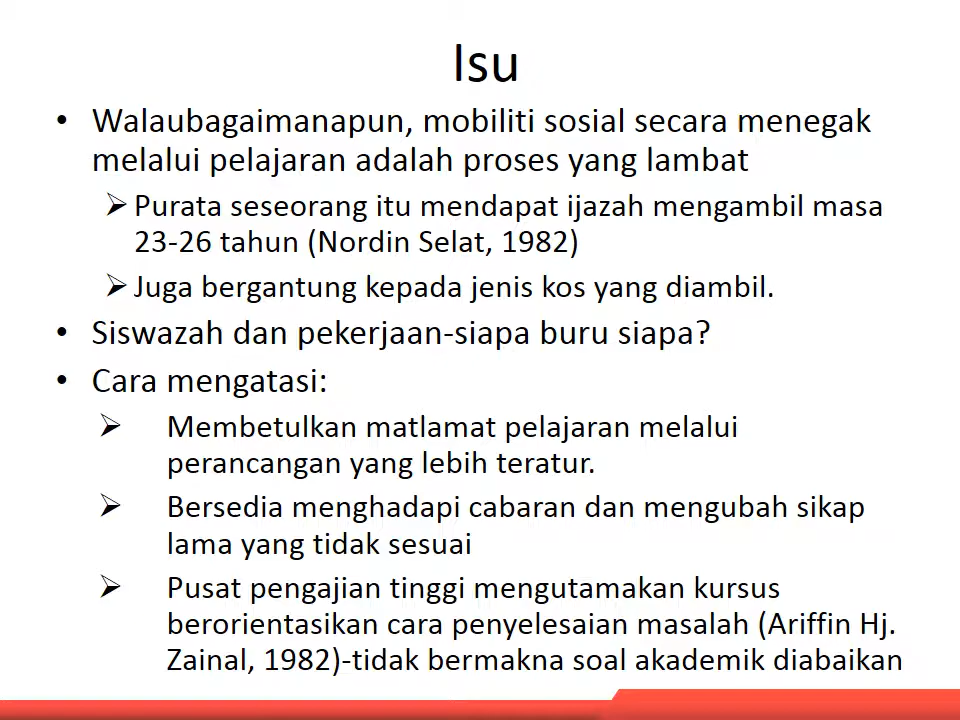 Isu
• Walaubagaimanapun, mobiliti sosial secara menegak
melalui pelajaran adalah proses yang lambat
➢ Purata seseorang itu mendapat ijazah mengambil masa
23-26 tahun (Nordin Selat, 1982)
➢ Juga bergantung kepada jenis kos yang diambil.
• Siswazah dan pekerjaan-siapa buru siapa?
• Cara mengatasi:
➢ Membetulkan matlamat pelajaran melalui
perancangan yang lebih teratur.
➢ Bersedia menghadapi cabaran dan mengubah sikap
lama yang tidak sesuai
➢ Pusat pengajian tinggi mengutamakan kursus
berorientasikan cara penyelesaian masalah (Ariffin Hj.
Zainal, 1982)-tidak bermakna soal akademik diabaikan